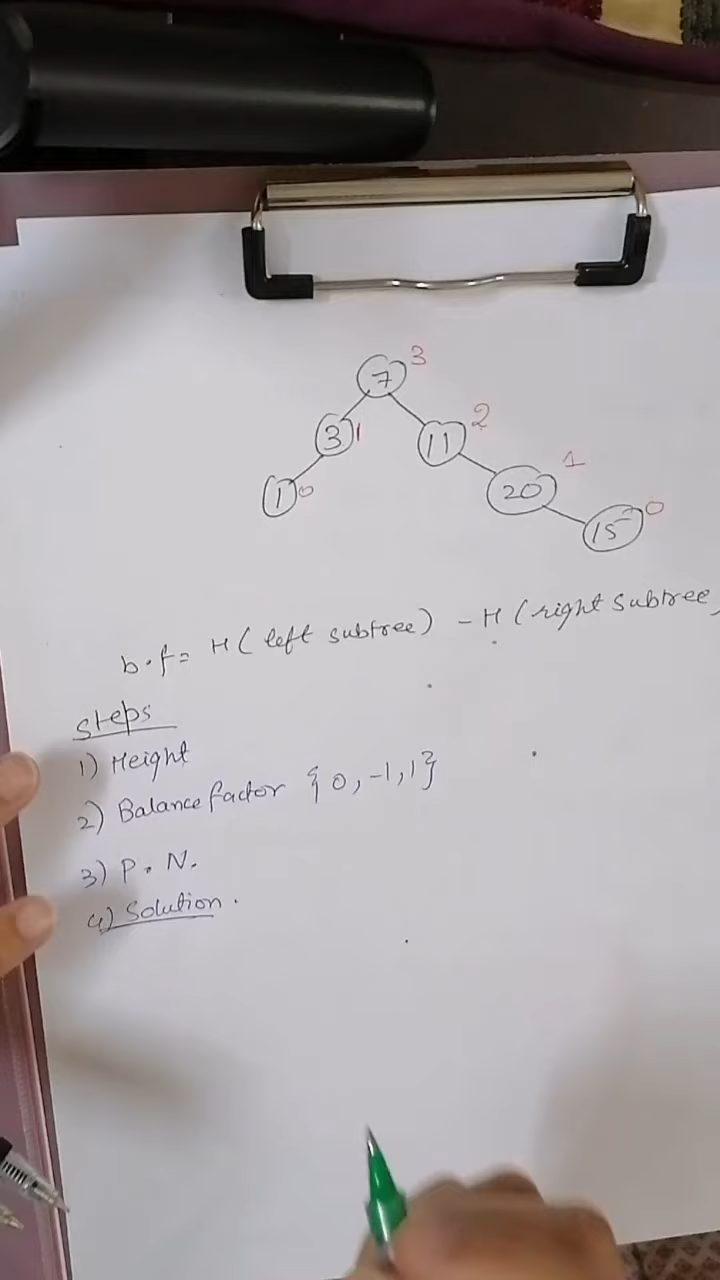 7 3
3 1 11 2
1 0 20 1
15 0
b.f = H( left subtree) - H ( right subtree
steps
1) Height
2) Balance factor { 0, -1, 1}
3) P. N.
4) Solution.